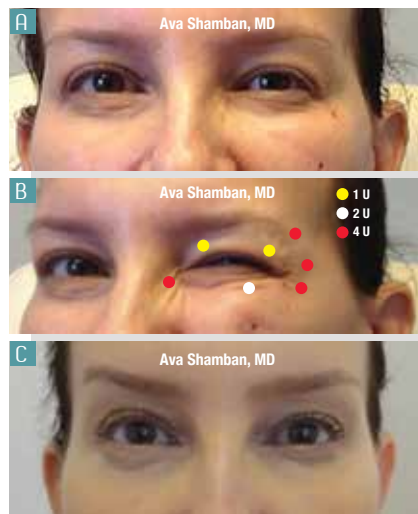 A
Ava Shamban, MD
B
Ava Shamban, MD
1 U
2 U
4 U
C
Ava Shamban, MD